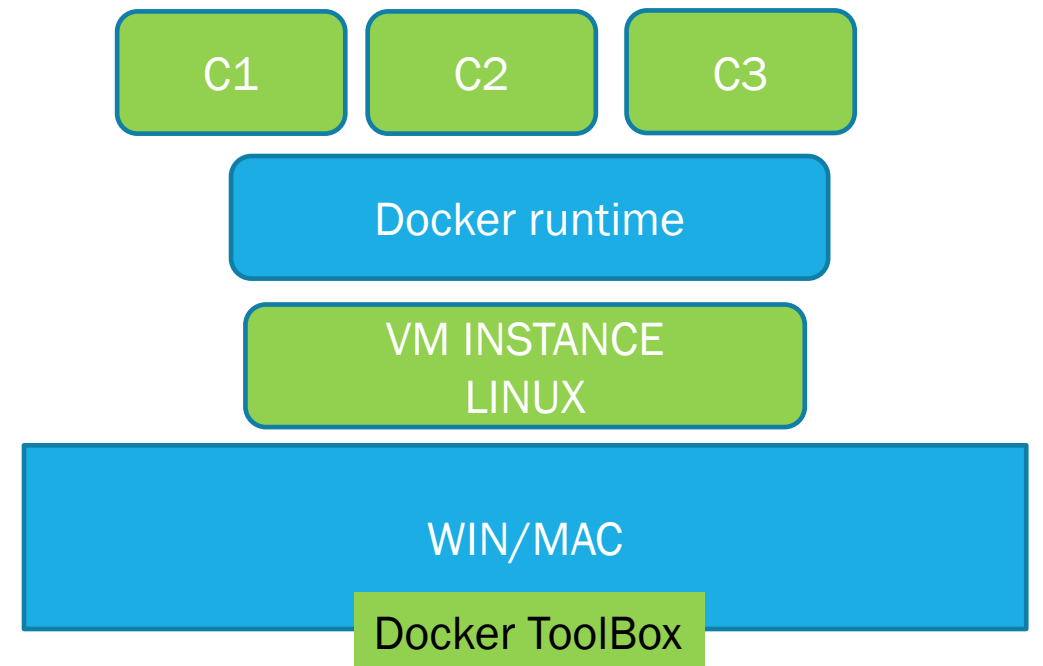 C1
C2
C3
Docker runtime
VM INSTANCE
LINUX
WIN/MAC
Docker ToolBox